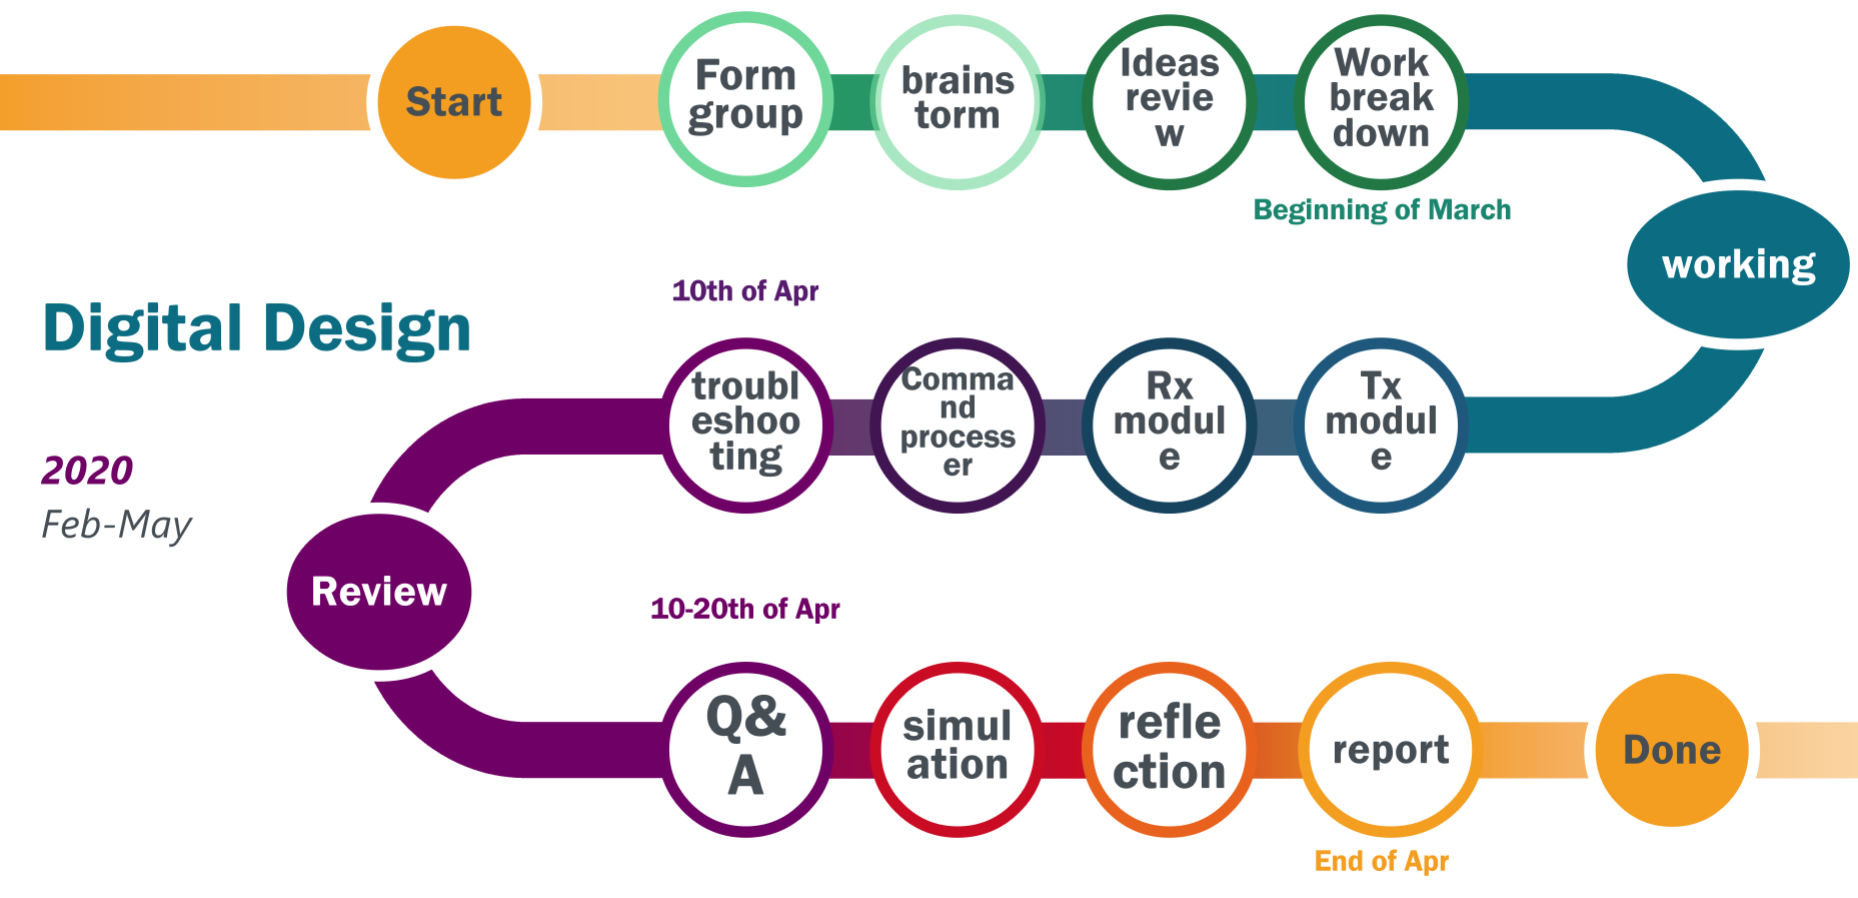 Start
Form
group
brains
torm
Ideas
revie
w
Work
break
down
Beginning of March
working
10th of Apr
Digital Design
2020
Feb-May
troubl
eshoo
ting
Comma
nd
process
er
Rx
modul
e
Tx
modul
e
Review
10-20th of Apr
Q&
A
simul
ation
refle
ction
report
Done
End of Apr